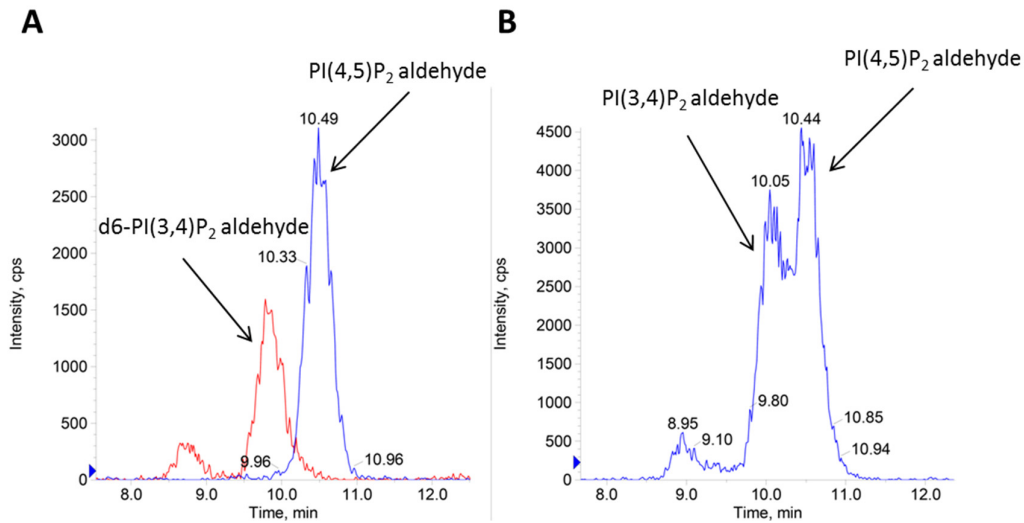 A
PI(4,5)P2 aldehyde
10.49
3000
2500
d6-PI(3,4)P2 aldehyde
2000
10.33
Intensity, cps
1500
1000
500
9.96
10.96
0
8.0 9.0 10.0 11.0 12.0
Time, min
B
PI(4,5)P2 aldehyde
PI(3,4)P2 aldehyde
10.44
4500
4000
10.05
3500
3000
Intensity, cps
2500
2000
1500
1000
9.80
10.85
500
8.95
9.10
10.94
0
8.0 9.0 10.0 11.0 12.0
Time, min